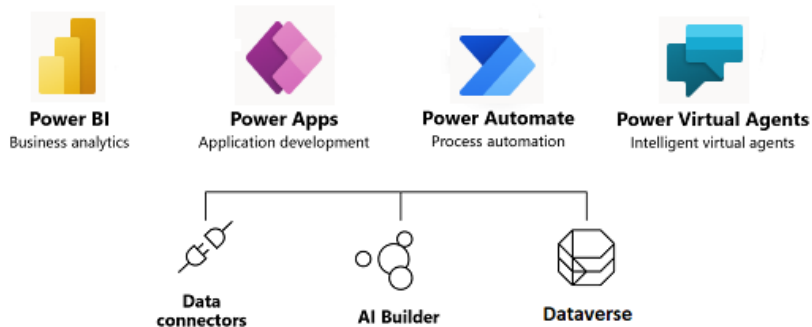 Power BI
Business analytics
Power Apps
Application development
Power Automate
Process automation
Power Virtual Agents
Intelligent virtual agents
Data
connectors
AI Builder
Dataverse